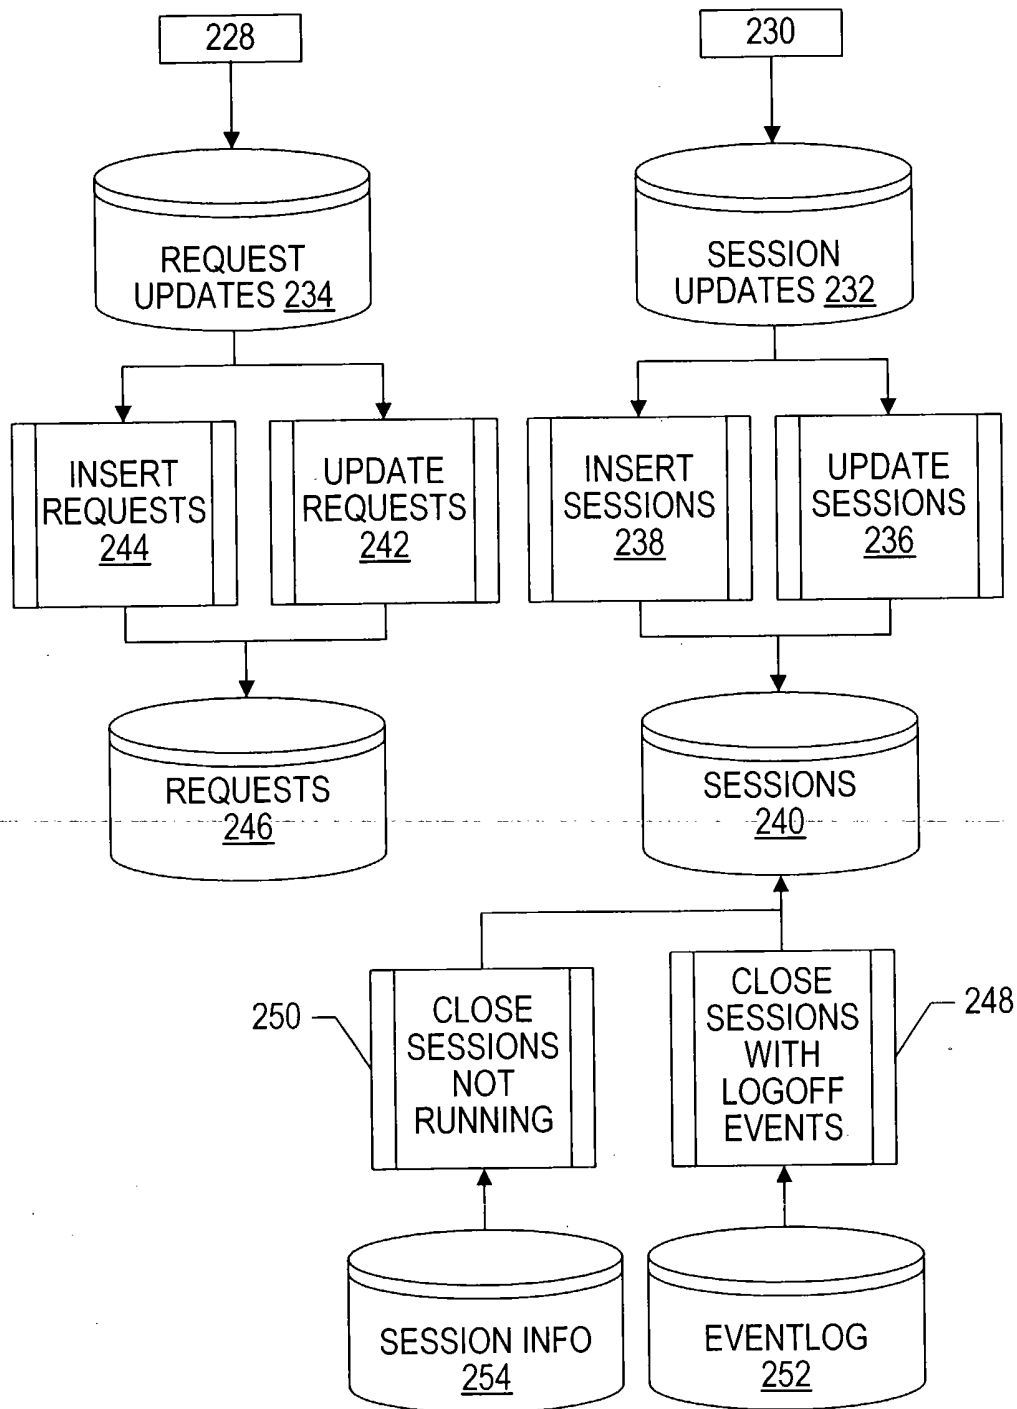 228
230
REQUEST
UPDATES 234
SESSION
UPDATES 232
INSERT
REQUESTS
244
UPDATE
REQUESTS
242
INSERT
SESSIONS
238
UPDATE
SESSIONS
236
REQUESTS
246
SESSIONS
240
250
CLOSE
SESSIONS
NOT
RUNNING
CLOSE
SESSIONS
WITH
LOGOFF
EVENTS
248
SESSION INFO
254
EVENTLOG
252